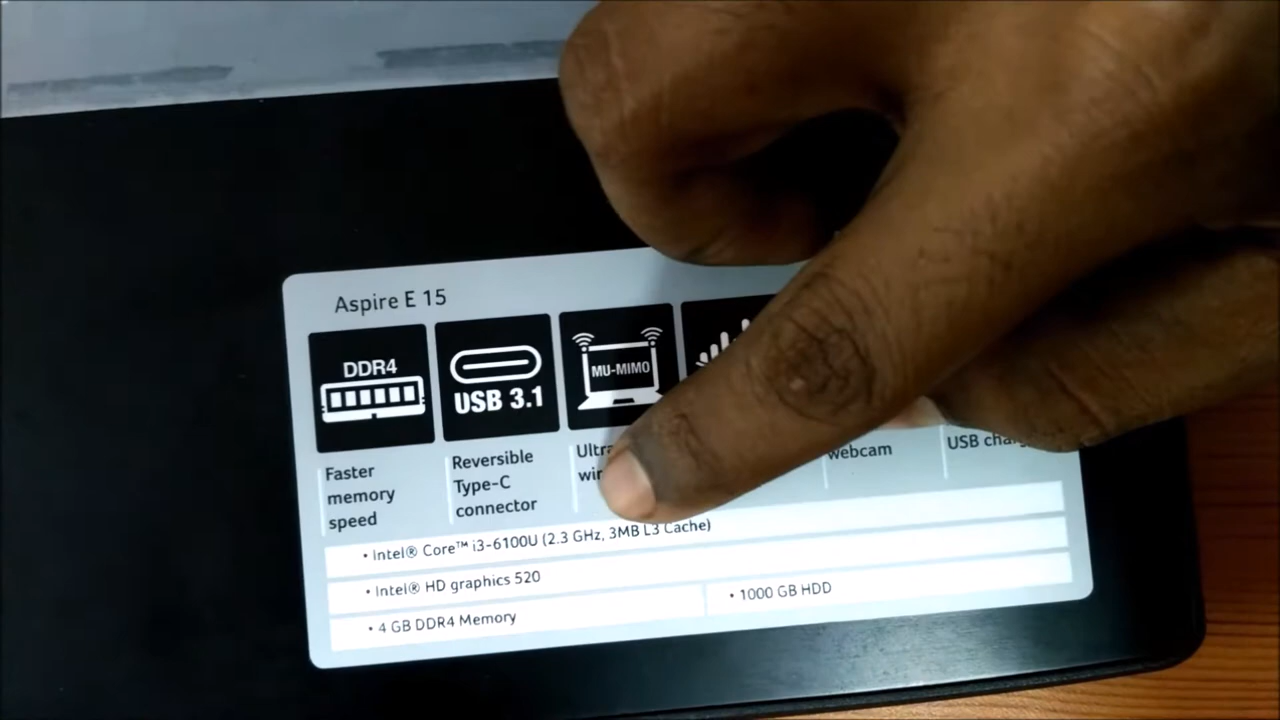 Aspire E 15
DDR4
USB 3.1
MU-MIMO
Faster
memory
speed
Reversible
Type-C
connector
webcam
USB
• Intel® Core™ i3-6100U (2.3 GHz, 3MB L3 Cache)
• Intel® HD graphics 520
• 4 GB DDR4 Memory
• 1000 GB HDD